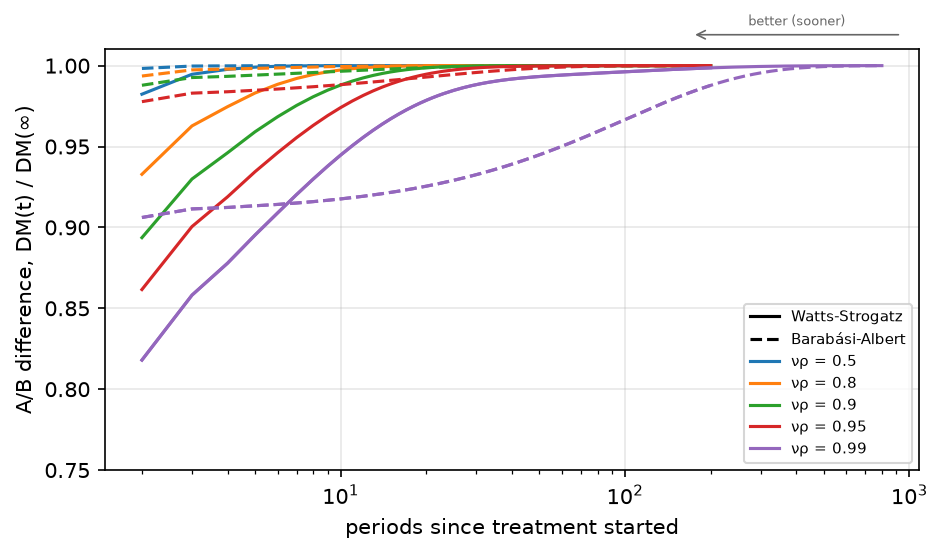 better (sooner)
A/B difference, DM(t) / DM(∞)
1.00
0.95
0.90
0.85
0.80
0.75
Watts-Strogatz
Barabási-Albert
νρ = 0.5
νρ = 0.8
νρ = 0.9
νρ = 0.95
νρ = 0.99
10¹
10²
10³
periods since treatment started